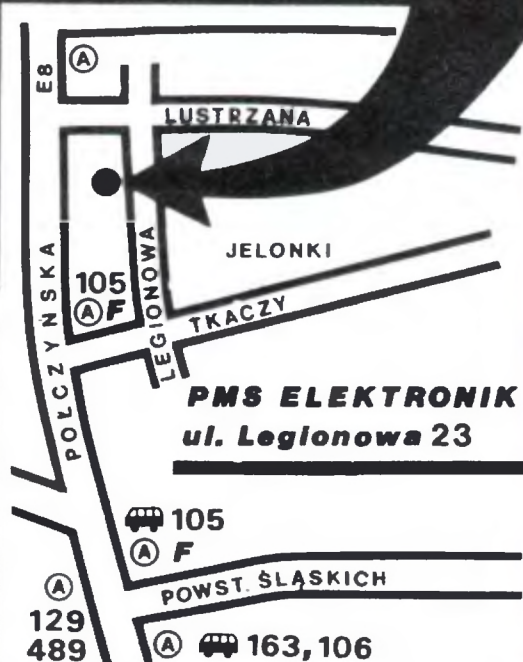 E8 Ⓐ
LUSTRZANA
JELONKI
POŁCZYŃSKA
105
Ⓐ F
LEGIONOWA
TKACZY
PMS ELEKTRONIK
ul. Legionowa 23
105
Ⓐ F
POWST. ŚLĄSKICH
Ⓐ
129
489
Ⓐ 163, 106